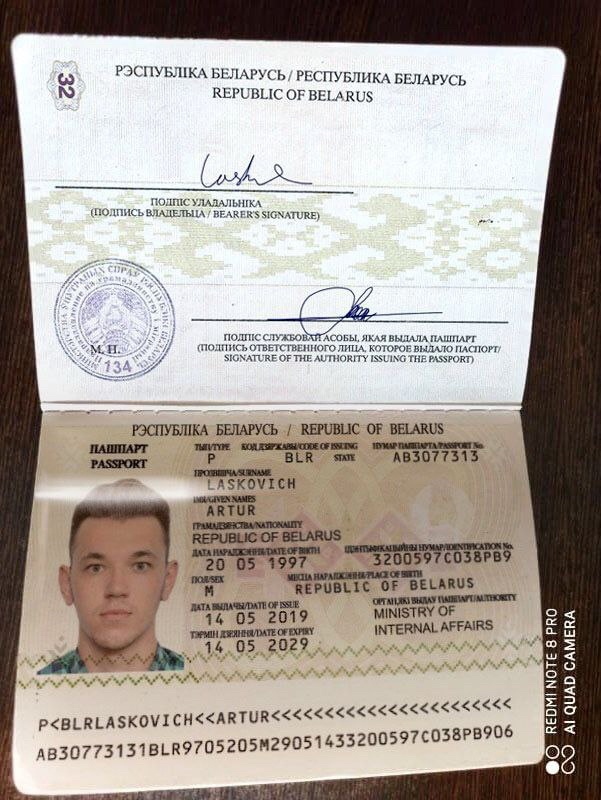 32
РЭСПУБЛІКА БЕЛАРУСЬ / РЕСПУБЛИКА БЕЛАРУСЬ
REPUBLIC OF BELARUS
ПОДПІС УЛАДАЛЬНІКА
(ПОДПИСЬ ВЛАДЕЛЬЦА / BEARER'S SIGNATURE)
М. П.
134
ПОДПІС СЛУЖБОВАЙ АСОБЫ, ЯКАЯ ВЫДАЛА ПАШПАРТ
(ПОДПИСЬ ОТВЕТСТВЕННОГО ЛИЦА, КОТОРОЕ ВЫДАЛО ПАСПОРТ/
SIGNATURE OF THE AUTHORITY ISSUING THE PASSPORT)
РЭСПУБЛІКА БЕЛАРУСЬ / REPUBLIC OF BELARUS
ПАШПАРТ
PASSPORT
ТЫП/TYPE КОД ДЗЯРЖАВЫ/CODE OF ISSUING STATE НУМАР ПАШПАРТА/PASSPORT No.
P BLR AB3077313
ПРОЗВІШЧА/SURNAME
LASKOVICH
ІМЯ/GIVEN NAMES
ARTUR
ГРАМАДЗЯНСТВА/NATIONALITY
REPUBLIC OF BELARUS
ДАТА НАРАДЖЭННЯ/DATE OF BIRTH ІДЭНТЫФІКАЦЫЙНЫ НУМАР/IDENTIFICATION No.
20 05 1997 3200597C038PB9
ПОЛ/SEX МЕСЦА НАРАДЖЭННЯ/PLACE OF BIRTH
M REPUBLIC OF BELARUS
ДАТА ВЫДАЧЫ/DATE OF ISSUE ОРГАН,ЯКІ ВЫДАЎ ПАШПАРТ/AUTHORITY
14 05 2019 MINISTRY OF
ТЭРМІН ДЗЕЯННЯ/DATE OF EXPIRY INTERNAL AFFAIRS
14 05 2029
P<BLRLASKOVICH<<ARTUR<<<<<<<<<<<<<<<<<<<<<<<
AB30773131BLR9705205M29051433200597C038PB906
REDMI NOTE 8 PRO
AI QUAD CAMERA